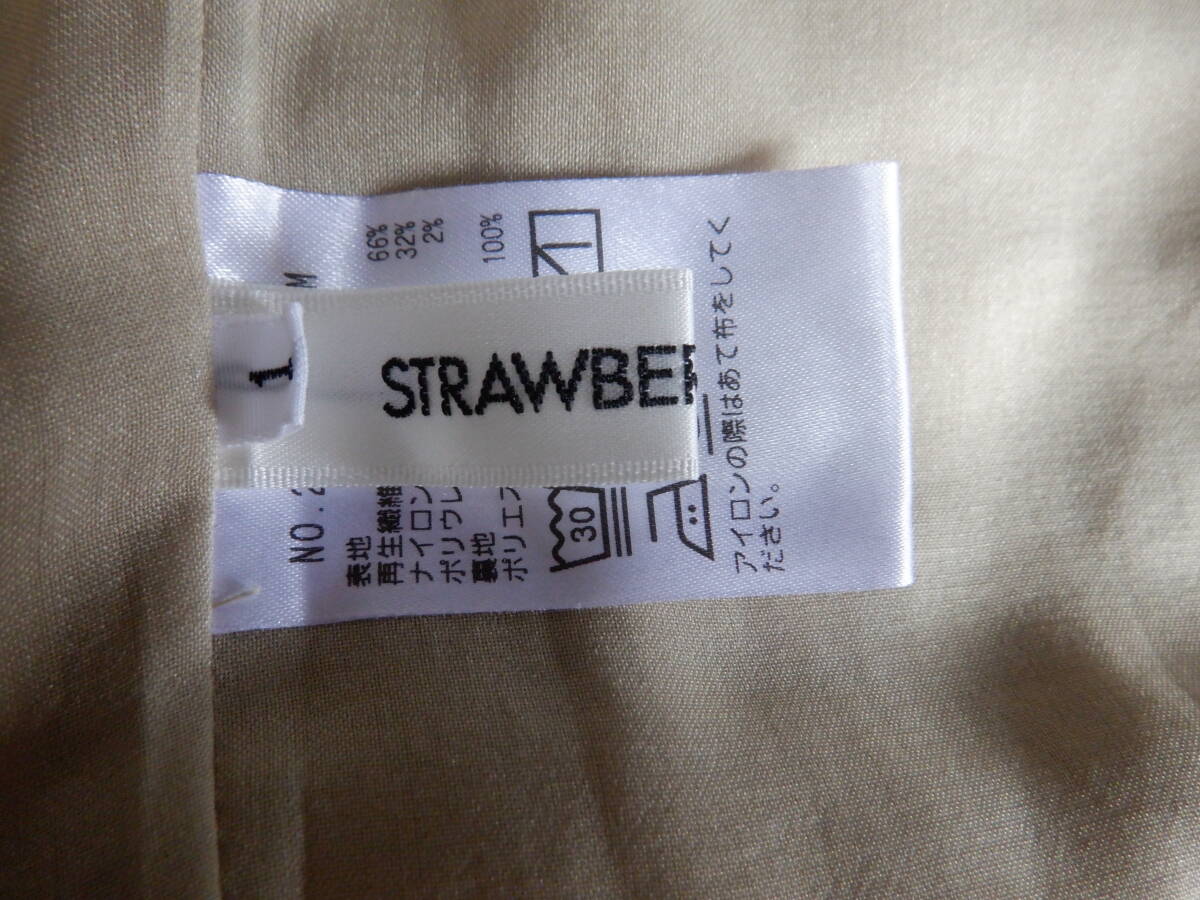 1
STRAWBE
NO.2 M
表地
再生繊維 66%
ナイロン 32%
ポリウレ 2%
裏地
ポリエス 100%
30
アイロンの際はあて布をしてく
ださい。